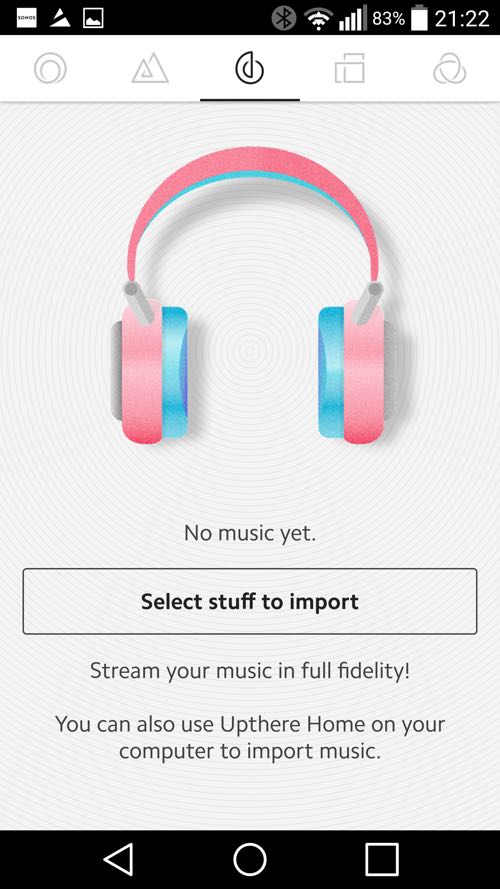 SONOS
83%
21:22
No music yet.
Select stuff to import
Stream your music in full fidelity!
You can also use Upthere Home on your
computer to import music.